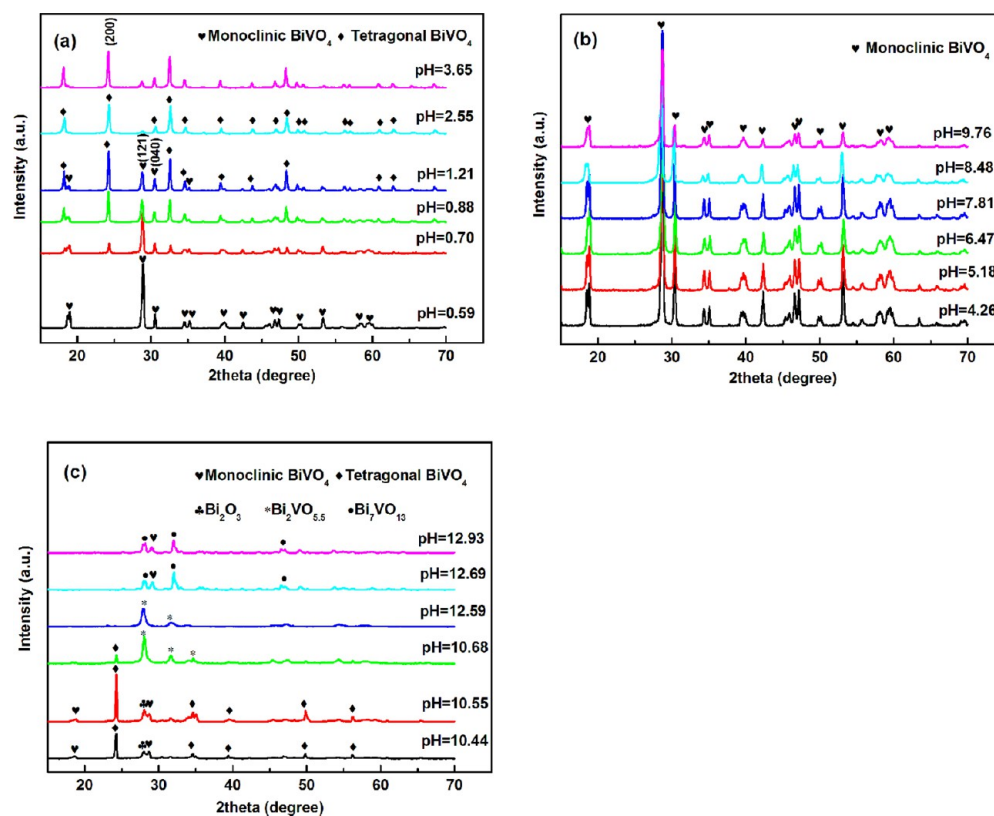 (a)
(200)
♥ Monoclinic BiVO₄ ♦ Tetragonal BiVO₄
pH=3.65
pH=2.55
(121)
(040)
pH=1.21
pH=0.88
pH=0.70
pH=0.59
Intensity (a.u.)
15 20 30 40 50 60 70
2theta (degree)
(b)
♥ Monoclinic BiVO₄
pH=9.76
pH=8.48
pH=7.81
pH=6.47
pH=5.18
pH=4.26
Intensity (a.u.)
20 30 40 50 60 70
2theta (degree)
(c)
♥ Monoclinic BiVO₄ ♦ Tetragonal BiVO₄
♣ Bi₂O₃ * Bi₂VO₅.₅ • Bi₇VO₁₃
pH=12.93
pH=12.69
pH=12.59
pH=10.68
pH=10.55
pH=10.44
Intensity (a.u.)
20 30 40 50 60 70
2theta (degree)